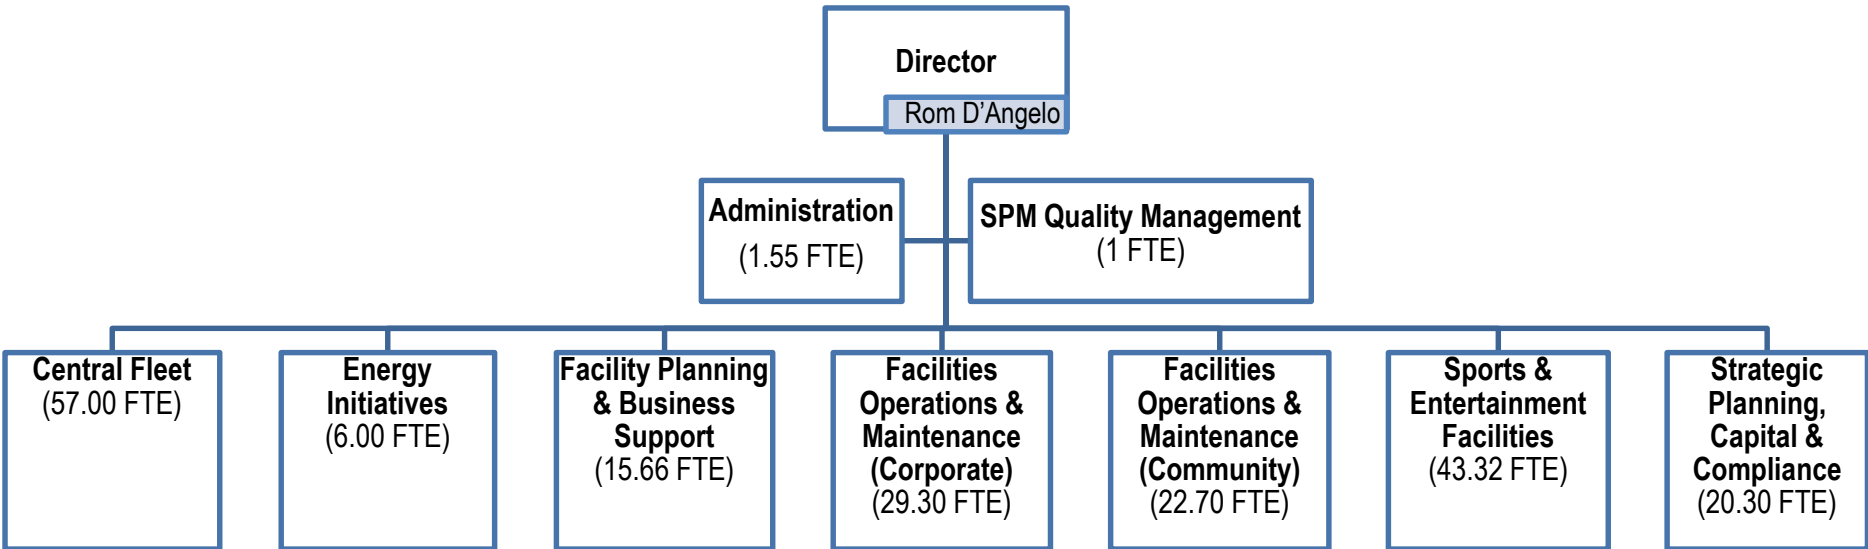 Director
Rom D’Angelo
Administration
(1.55 FTE)
SPM Quality Management
(1 FTE)
Central Fleet
(57.00 FTE)
Energy
Initiatives
(6.00 FTE)
Facility Planning
& Business
Support
(15.66 FTE)
Facilities
Operations &
Maintenance
(Corporate)
(29.30 FTE)
Facilities
Operations &
Maintenance
(Community)
(22.70 FTE)
Sports &
Entertainment
Facilities
(43.32 FTE)
Strategic
Planning,
Capital &
Compliance
(20.30 FTE)